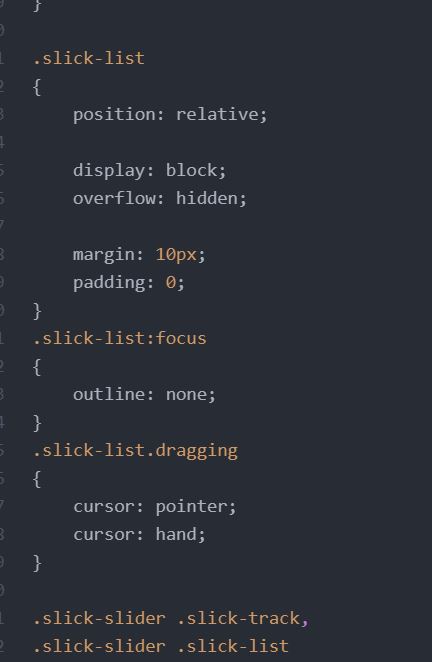 }
.slick-list
{
position: relative;
display: block;
overflow: hidden;
margin: 10px;
padding: 0;
}
.slick-list:focus
{
outline: none;
}
.slick-list.dragging
{
cursor: pointer;
cursor: hand;
}
.slick-slider .slick-track,
.slick-slider .slick-list